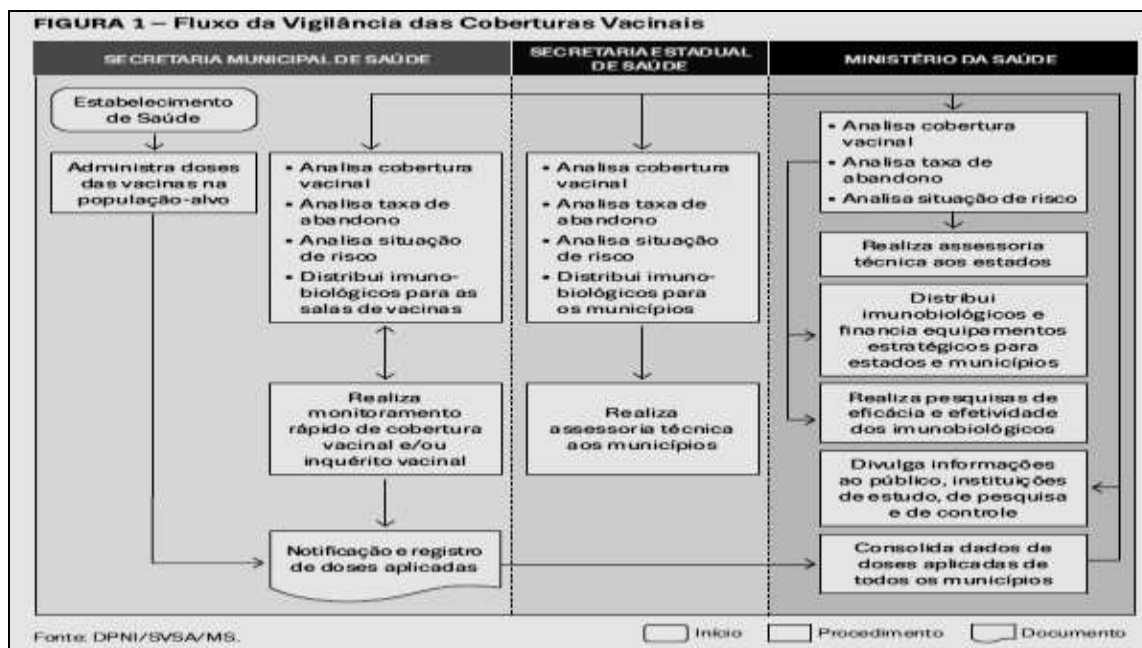 FIGURA 1 – Fluxo da Vigilância das Coberturas Vacinais
SECRETARIA MUNICIPAL DE SAÚDE
SECRETARIA ESTADUAL
DE SAÚDE
MINISTÉRIO DA SAÚDE
Estabelecimento
de Saúde
Administra doses
das vacinas na
população-alvo
• Analisa cobertura
vacinal
• Analisa taxa de
abandono
• Analisa situação
de risco
• Distribui imuno-
biológicos para as
salas de vacinas
Realiza
monitoramento
rápido de cobertura
vacinal e/ou
inquérito vacinal
Notificação e registro
de doses aplicadas
• Analisa cobertura
vacinal
• Analisa taxa de
abandono
• Analisa situação
de risco
• Distribui imuno-
biológicos para
os municípios
Realiza
assessoria técnica
aos municípios
• Analisa cobertura
vacinal
• Analisa taxa de
abandono
• Analisa situação de risco
Realiza assessoria
técnica aos estados
Distribui
imunobiológicos e
financia equipamentos
estratégicos para
estados e municípios
Realiza pesquisas de
eficácia e efetividade
dos imunobiológicos
Divulga informações
ao público, instituições
de estudo, de pesquisa
e de controle
Consolida dados de
doses aplicadas de
todos os municípios
Fonte: DPNI/SVSA/MS.
Início
Procedimento
Documento